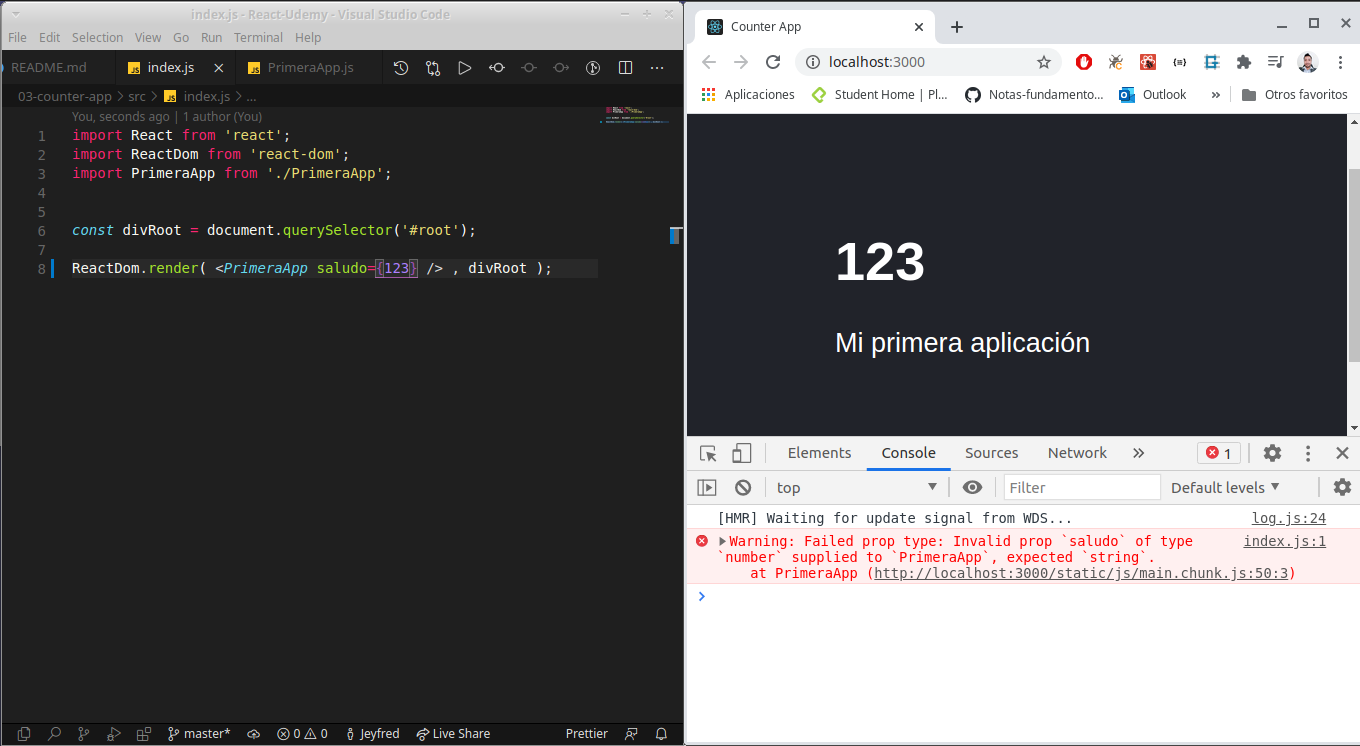 index.js - React-Udemy - Visual Studio Code
File Edit Selection View Go Run Terminal Help
README.md index.js PrimeraApp.js
03-counter-app > src > index.js > ...
You, seconds ago | 1 author (You)
1 import React from 'react';
2 import ReactDom from 'react-dom';
3 import PrimeraApp from './PrimeraApp';
4
5
6 const divRoot = document.querySelector('#root');
7
8 ReactDom.render( <PrimeraApp saludo={123} /> , divRoot );
master* 0 0 Jeyfred Live Share Prettier
Counter App
localhost:3000
Aplicaciones Student Home | Pl... Notas-fundamento... Outlook » Otros favoritos
123
Mi primera aplicación
Elements Console Sources Network » 1
top Filter Default levels
[HMR] Waiting for update signal from WDS... log.js:24
Warning: Failed prop type: Invalid prop `saludo` of type index.js:1
`number` supplied to `PrimeraApp`, expected `string`.
at PrimeraApp (http://localhost:3000/static/js/main.chunk.js:50:3)